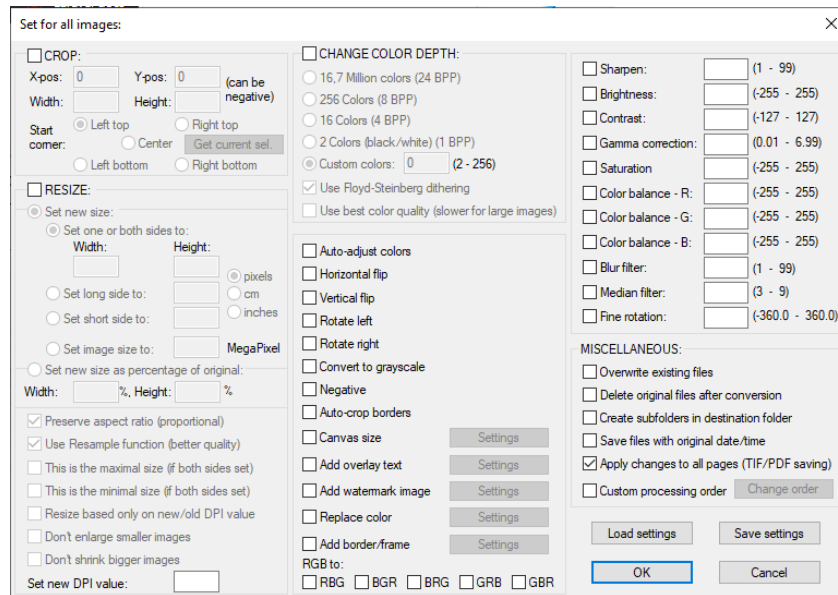 Set for all images:
CROP:
X-pos: 0 Y-pos: 0 (can be negative)
Width: Height:
Start corner:
Left top Right top
Center Get current sel.
Left bottom Right bottom
RESIZE:
Set new size:
Set one or both sides to:
Width: Height:
pixels
Set long side to: cm
Set short side to: inches
Set image size to: MegaPixel
Set new size as percentage of original:
Width: %, Height: %
Preserve aspect ratio (proportional)
Use Resample function (better quality)
This is the maximal size (if both sides set)
This is the minimal size (if both sides set)
Resize based only on new/old DPI value
Don't enlarge smaller images
Don't shrink bigger images
Set new DPI value:
CHANGE COLOR DEPTH:
16,7 Million colors (24 BPP)
256 Colors (8 BPP)
16 Colors (4 BPP)
2 Colors (black/white) (1 BPP)
Custom colors: 0 (2 - 256)
Use Floyd-Steinberg dithering
Use best color quality (slower for large images)
Auto-adjust colors
Horizontal flip
Vertical flip
Rotate left
Rotate right
Convert to grayscale
Negative
Auto-crop borders
Canvas size Settings
Add overlay text Settings
Add watermark image Settings
Replace color Settings
Add border/frame Settings
RGB to:
RBG BGR BRG GRB GBR
Sharpen: (1 - 99)
Brightness: (-255 - 255)
Contrast: (-127 - 127)
Gamma correction: (0.01 - 6.99)
Saturation (-255 - 255)
Color balance - R: (-255 - 255)
Color balance - G: (-255 - 255)
Color balance - B: (-255 - 255)
Blur filter: (1 - 99)
Median filter: (3 - 9)
Fine rotation: (-360.0 - 360.0)
MISCELLANEOUS:
Overwrite existing files
Delete original files after conversion
Create subfolders in destination folder
Save files with original date/time
Apply changes to all pages (TIF/PDF saving)
Custom processing order Change order
Load settings Save settings
OK Cancel